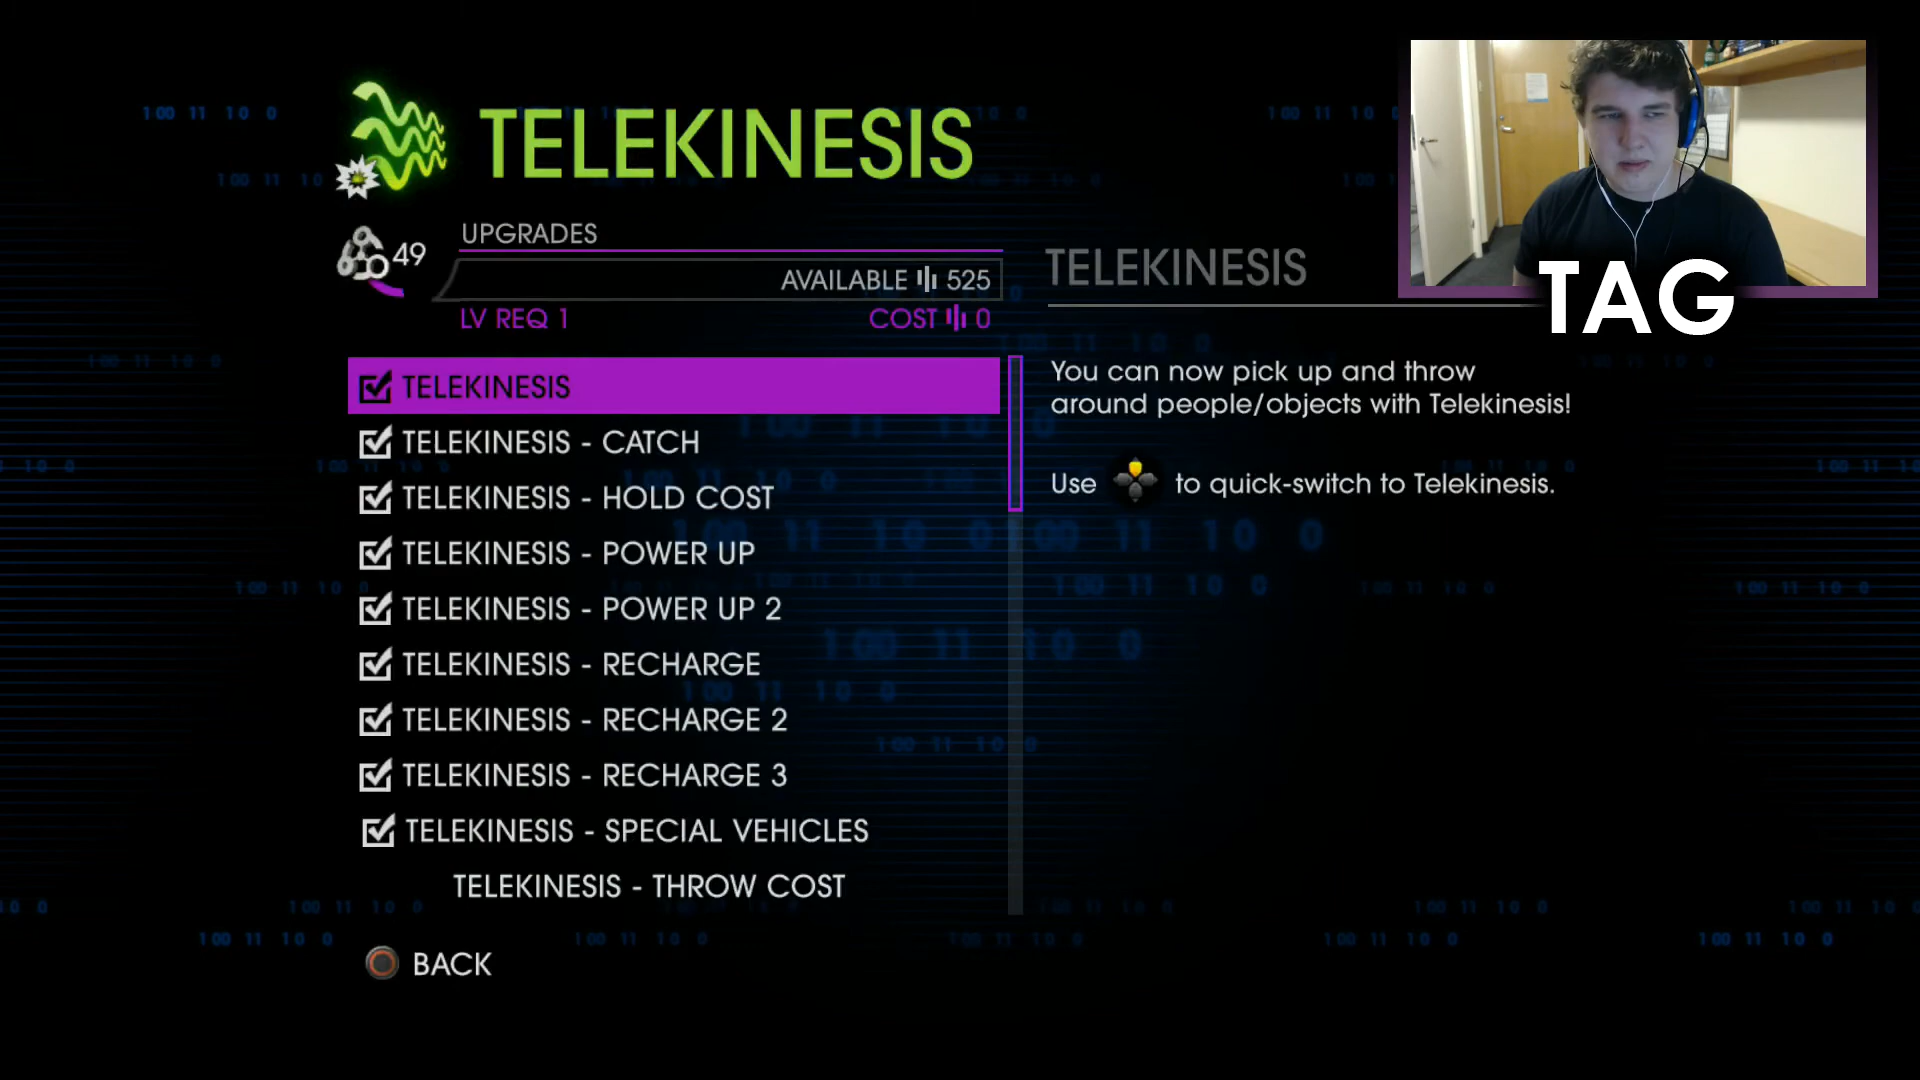 TELEKINESIS
49
UPGRADES
AVAILABLE 525
LV REQ 1
COST 0
TELEKINESIS
TELEKINESIS - CATCH
TELEKINESIS - HOLD COST
TELEKINESIS - POWER UP
TELEKINESIS - POWER UP 2
TELEKINESIS - RECHARGE
TELEKINESIS - RECHARGE 2
TELEKINESIS - RECHARGE 3
TELEKINESIS - SPECIAL VEHICLES
TELEKINESIS - THROW COST
BACK
TELEKINESIS
You can now pick up and throw
around people/objects with Telekinesis!
Use to quick-switch to Telekinesis.
TAG